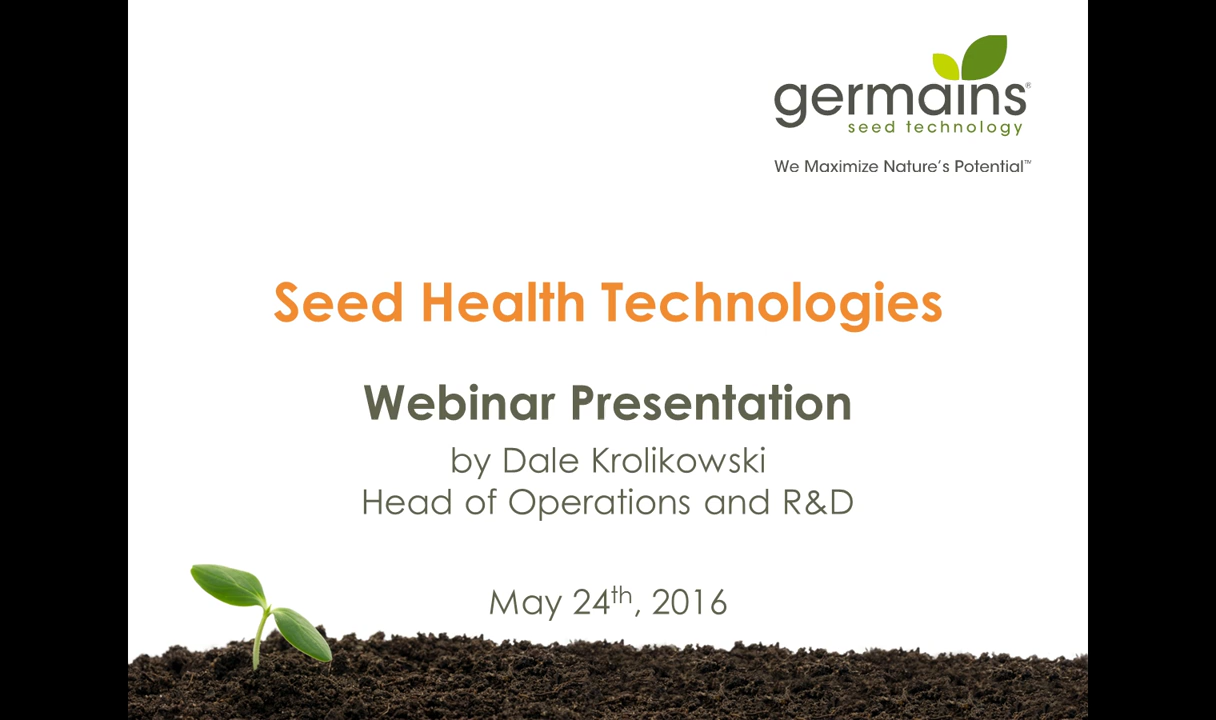 germains®
seed technology
We Maximize Nature's Potential™
Seed Health Technologies
Webinar Presentation
by Dale Krolikowski
Head of Operations and R&D
May 24th, 2016